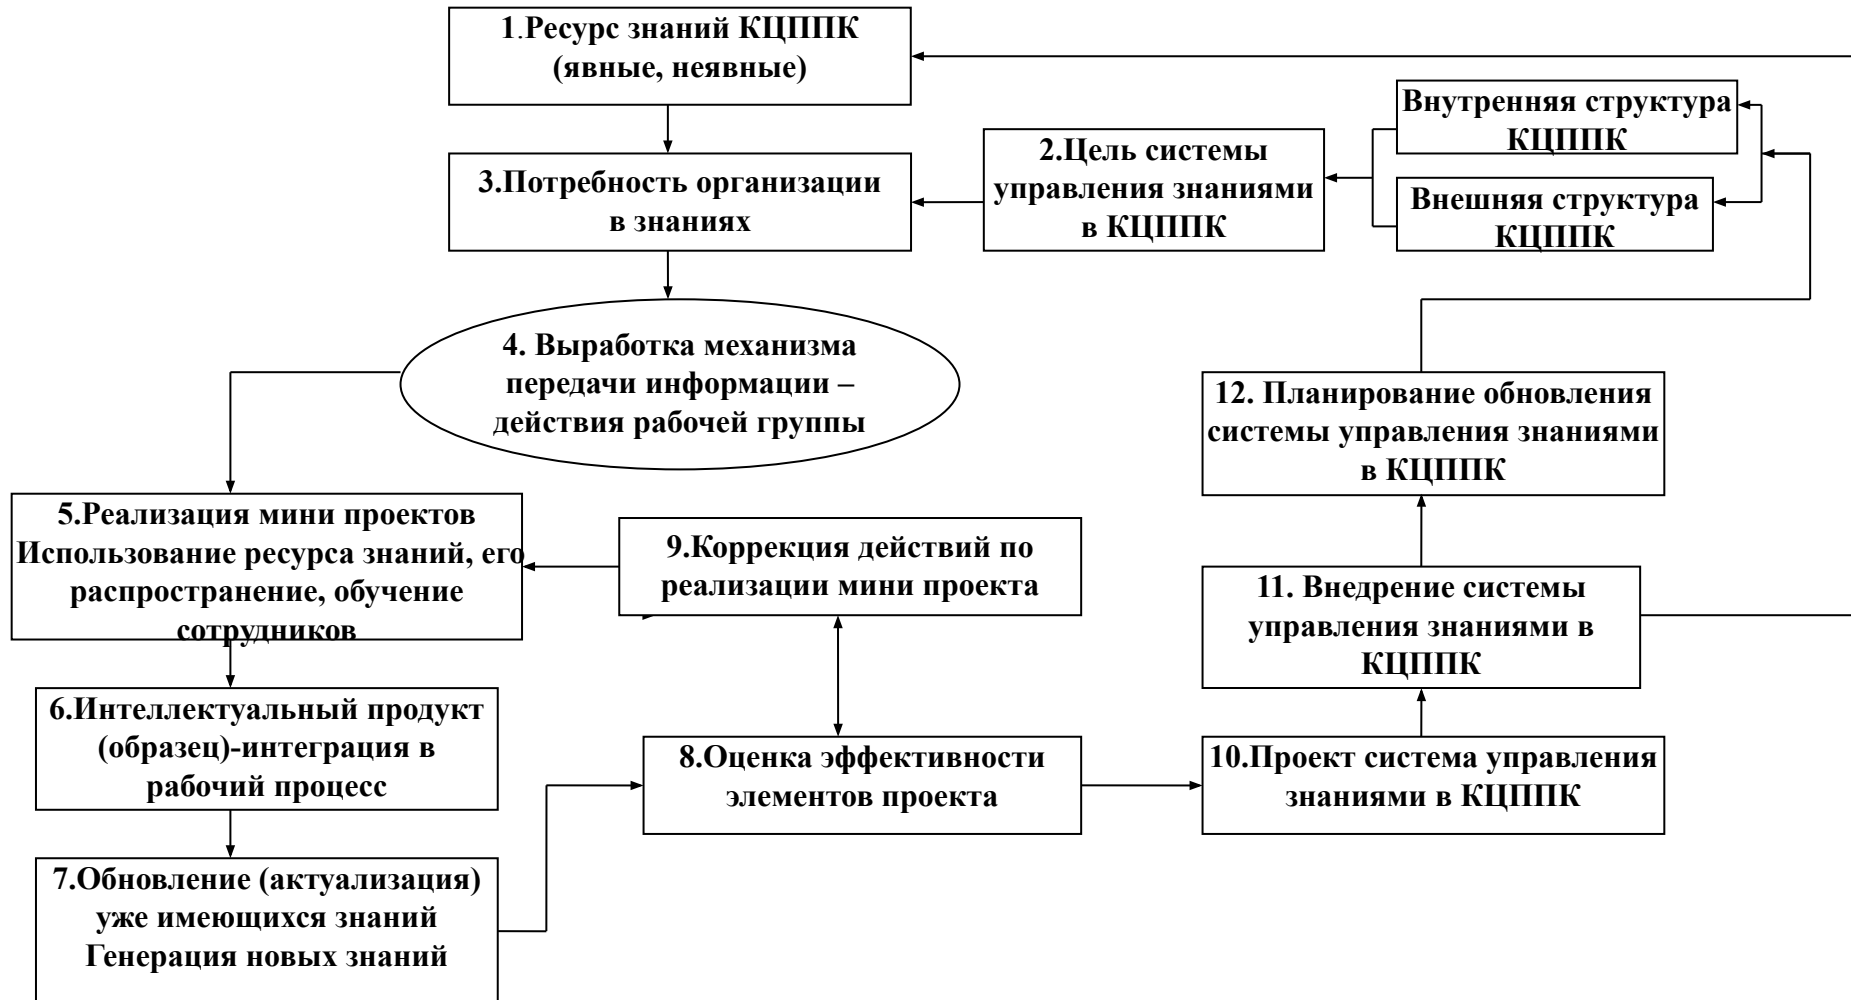 1.Ресурс знаний КЦППК
(явные, неявные)
Внутренняя структура
КЦППК
2.Цель системы
управления знаниями
в КЦППК
3.Потребность организации
в знаниях
Внешняя структура
КЦППК
4. Выработка механизма
передачи информации –
действия рабочей группы
12. Планирование обновления
системы управления знаниями
в КЦППК
5.Реализация мини проектов
Использование ресурса знаний, его
распространение, обучение
сотрудников
9.Коррекция действий по
реализации мини проекта
11. Внедрение системы
управления знаниями в
КЦППК
6.Интеллектуальный продукт
(образец)-интеграция в
рабочий процесс
8.Оценка эффективности
элементов проекта
10.Проект система управления
знаниями в КЦППК
7.Обновление (актуализация)
уже имеющихся знаний
Генерация новых знаний